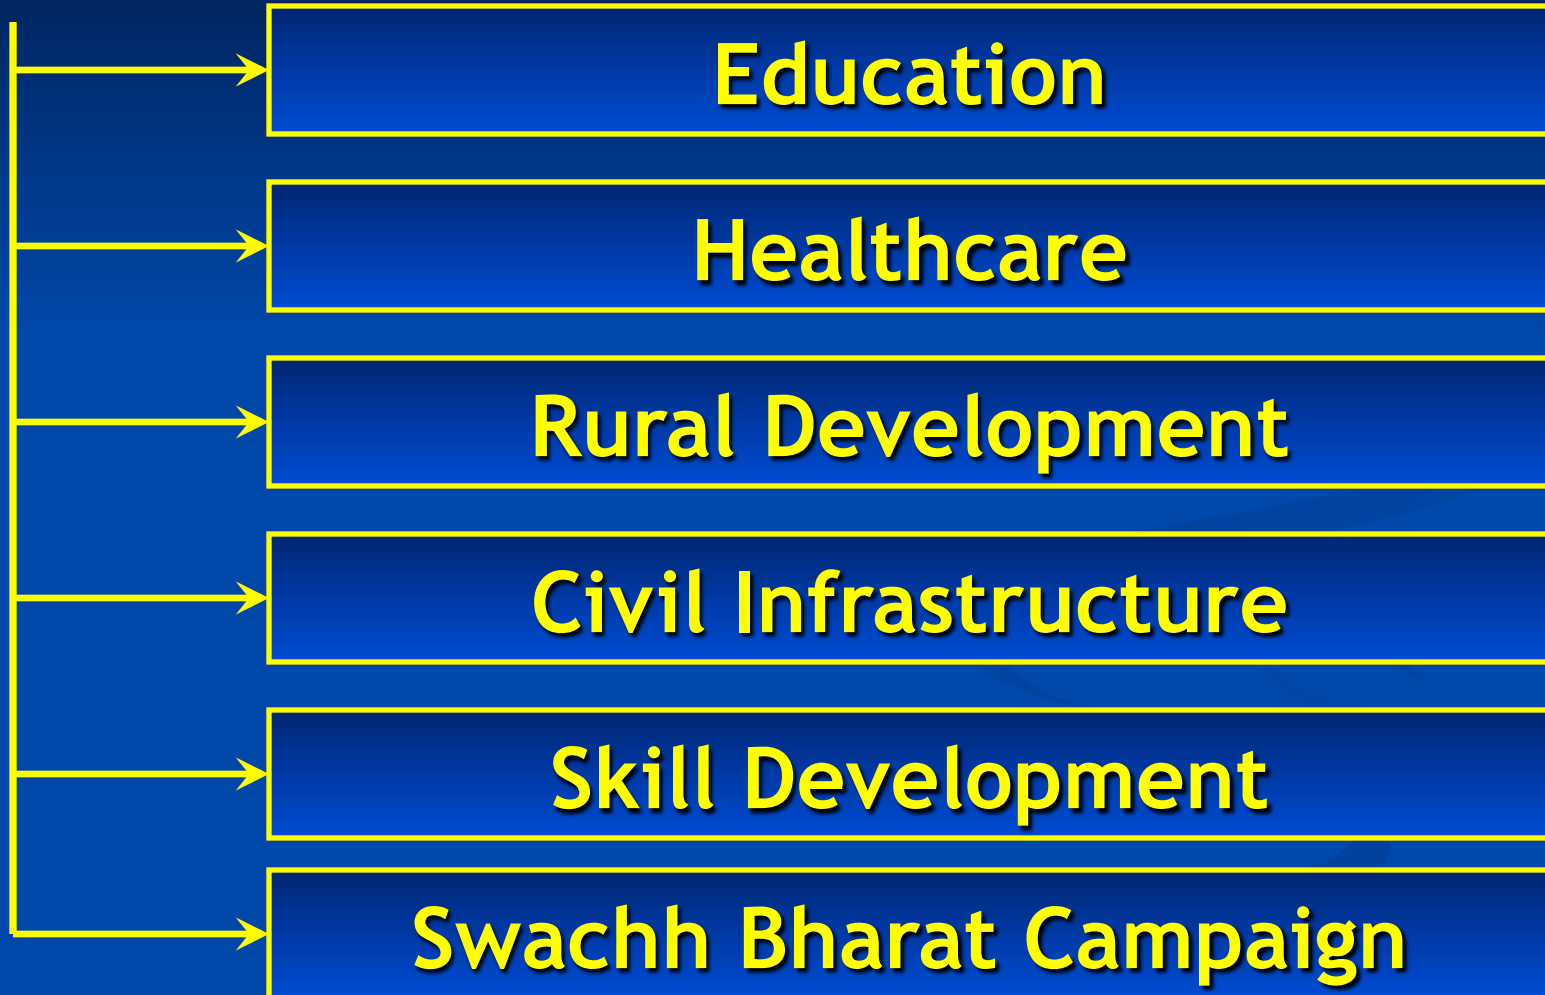 Education
Healthcare
Rural Development
Civil Infrastructure
Skill Development
Swachh Bharat Campaign